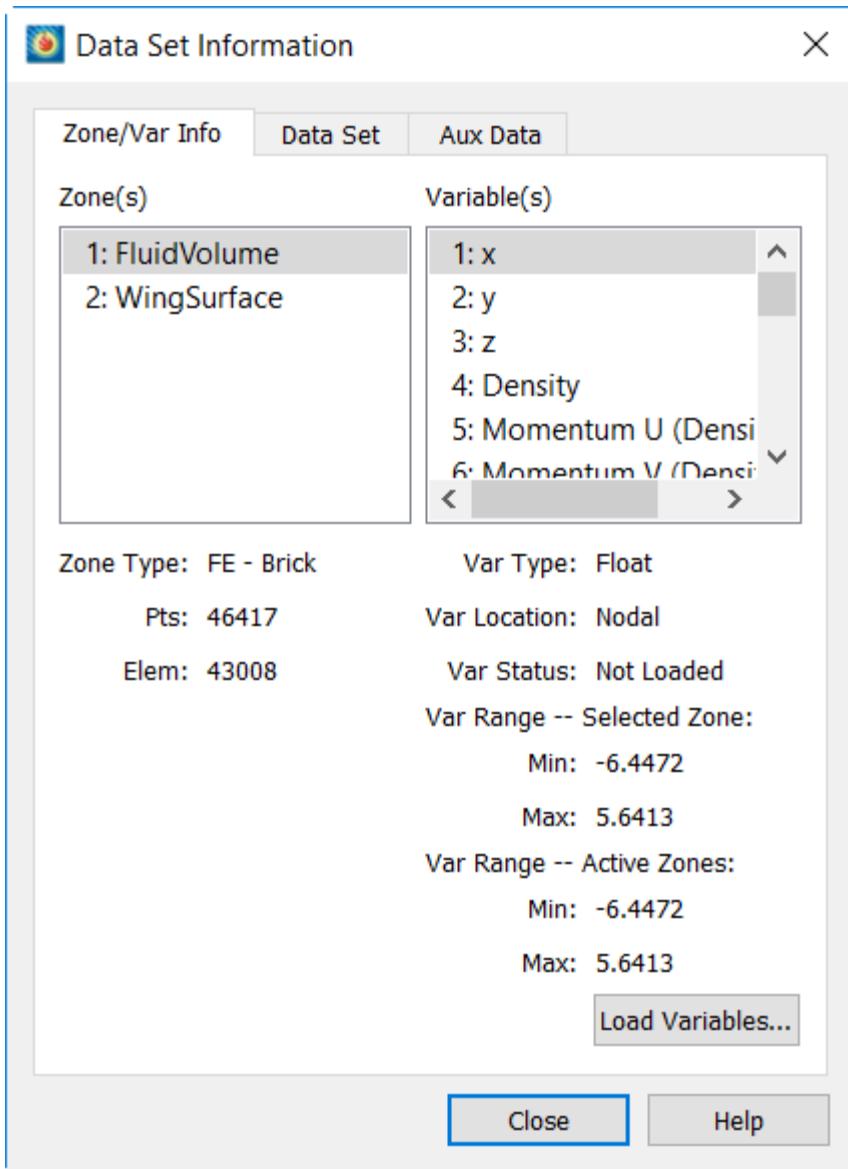 Data Set Information
Zone/Var Info
Data Set
Aux Data
Zone(s)
1: FluidVolume
2: WingSurface
Variable(s)
1: x
2: y
3: z
4: Density
5: Momentum U (Densi
6: Momentum V (Densi
Zone Type: FE - Brick
Pts: 46417
Elem: 43008
Var Type: Float
Var Location: Nodal
Var Status: Not Loaded
Var Range -- Selected Zone:
Min: -6.4472
Max: 5.6413
Var Range -- Active Zones:
Min: -6.4472
Max: 5.6413
Load Variables...
Close
Help